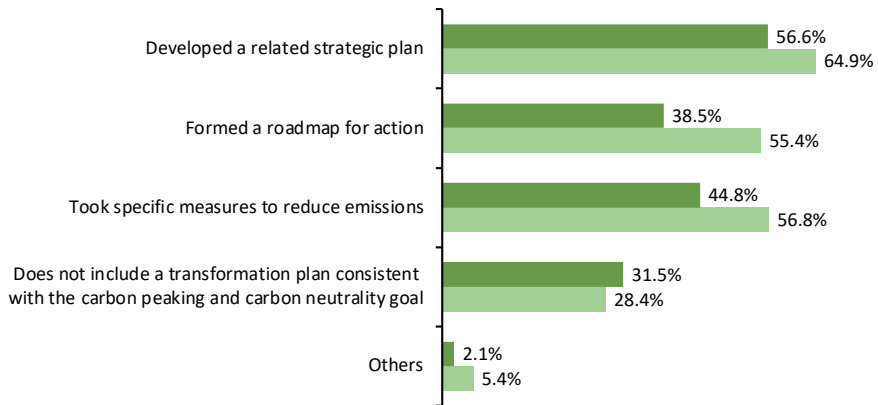 Developed a related strategic plan
56.6%
64.9%
Formed a roadmap for action
38.5%
55.4%
Took specific measures to reduce emissions
44.8%
56.8%
Does not include a transformation plan consistent
with the carbon peaking and carbon neutrality goal
31.5%
28.4%
Others
2.1%
5.4%